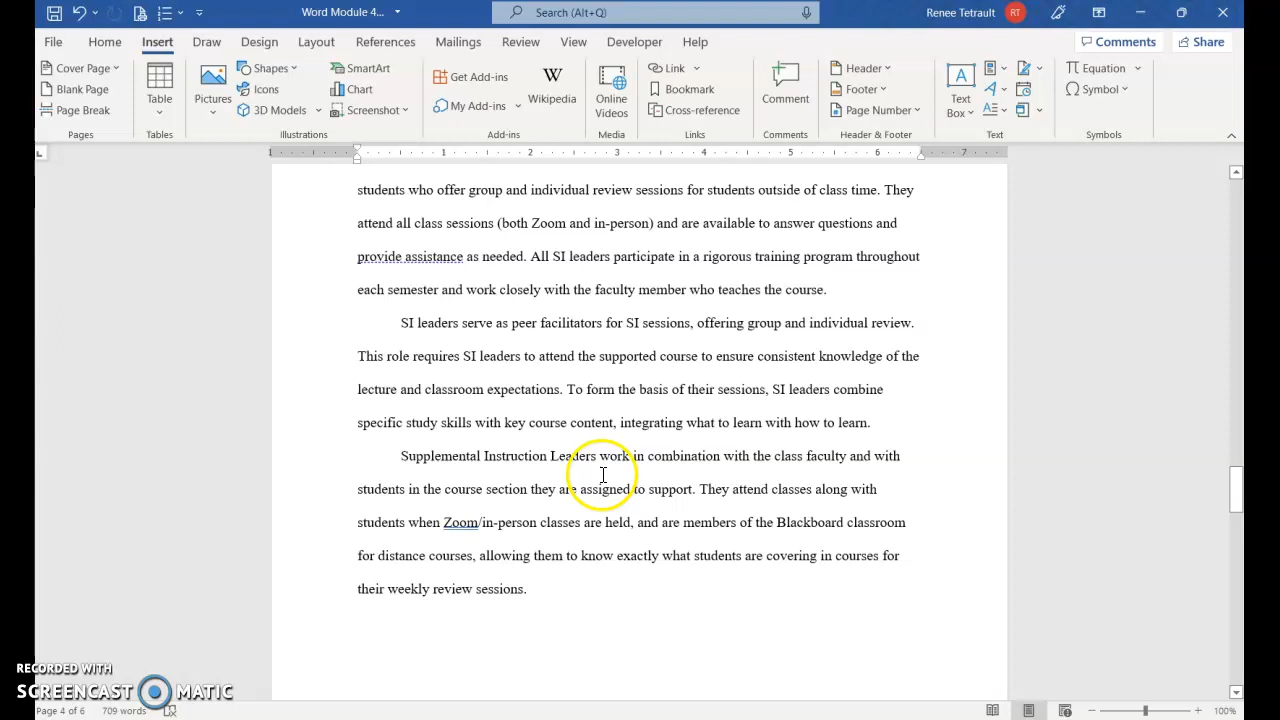 Word Module 4...
Search (Alt+Q)
Renee Tetrault
RT
File
Home
Insert
Draw
Design
Layout
References
Mailings
Review
View
Developer
Help
Comments
Share
Cover Page
Blank Page
Page Break
Pages
Table
Tables
Pictures
Shapes
Icons
3D Models
SmartArt
Chart
Screenshot
Illustrations
Get Add-ins
My Add-ins
W
Wikipedia
Add-ins
Online
Videos
Media
Link
Bookmark
Cross-reference
Links
Comment
Comments
Header
Footer
Page Number
Header & Footer
A
Text
Box
Text
Equation
Symbol
Symbols
1 1 2 3 4 5 6 7
students who offer group and individual review sessions for students outside of class time. They
attend all class sessions (both Zoom and in-person) and are available to answer questions and
provide assistance as needed. All SI leaders participate in a rigorous training program throughout
each semester and work closely with the faculty member who teaches the course.
SI leaders serve as peer facilitators for SI sessions, offering group and individual review.
This role requires SI leaders to attend the supported course to ensure consistent knowledge of the
lecture and classroom expectations. To form the basis of their sessions, SI leaders combine
specific study skills with key course content, integrating what to learn with how to learn.
Supplemental Instruction Leaders work in combination with the class faculty and with
students in the course section they are assigned to support. They attend classes along with
students when Zoom/in-person classes are held, and are members of the Blackboard classroom
for distance courses, allowing them to know exactly what students are covering in courses for
their weekly review sessions.
RECORDED WITH
SCREENCAST MATIC
Page 4 of 6
709 words
100%